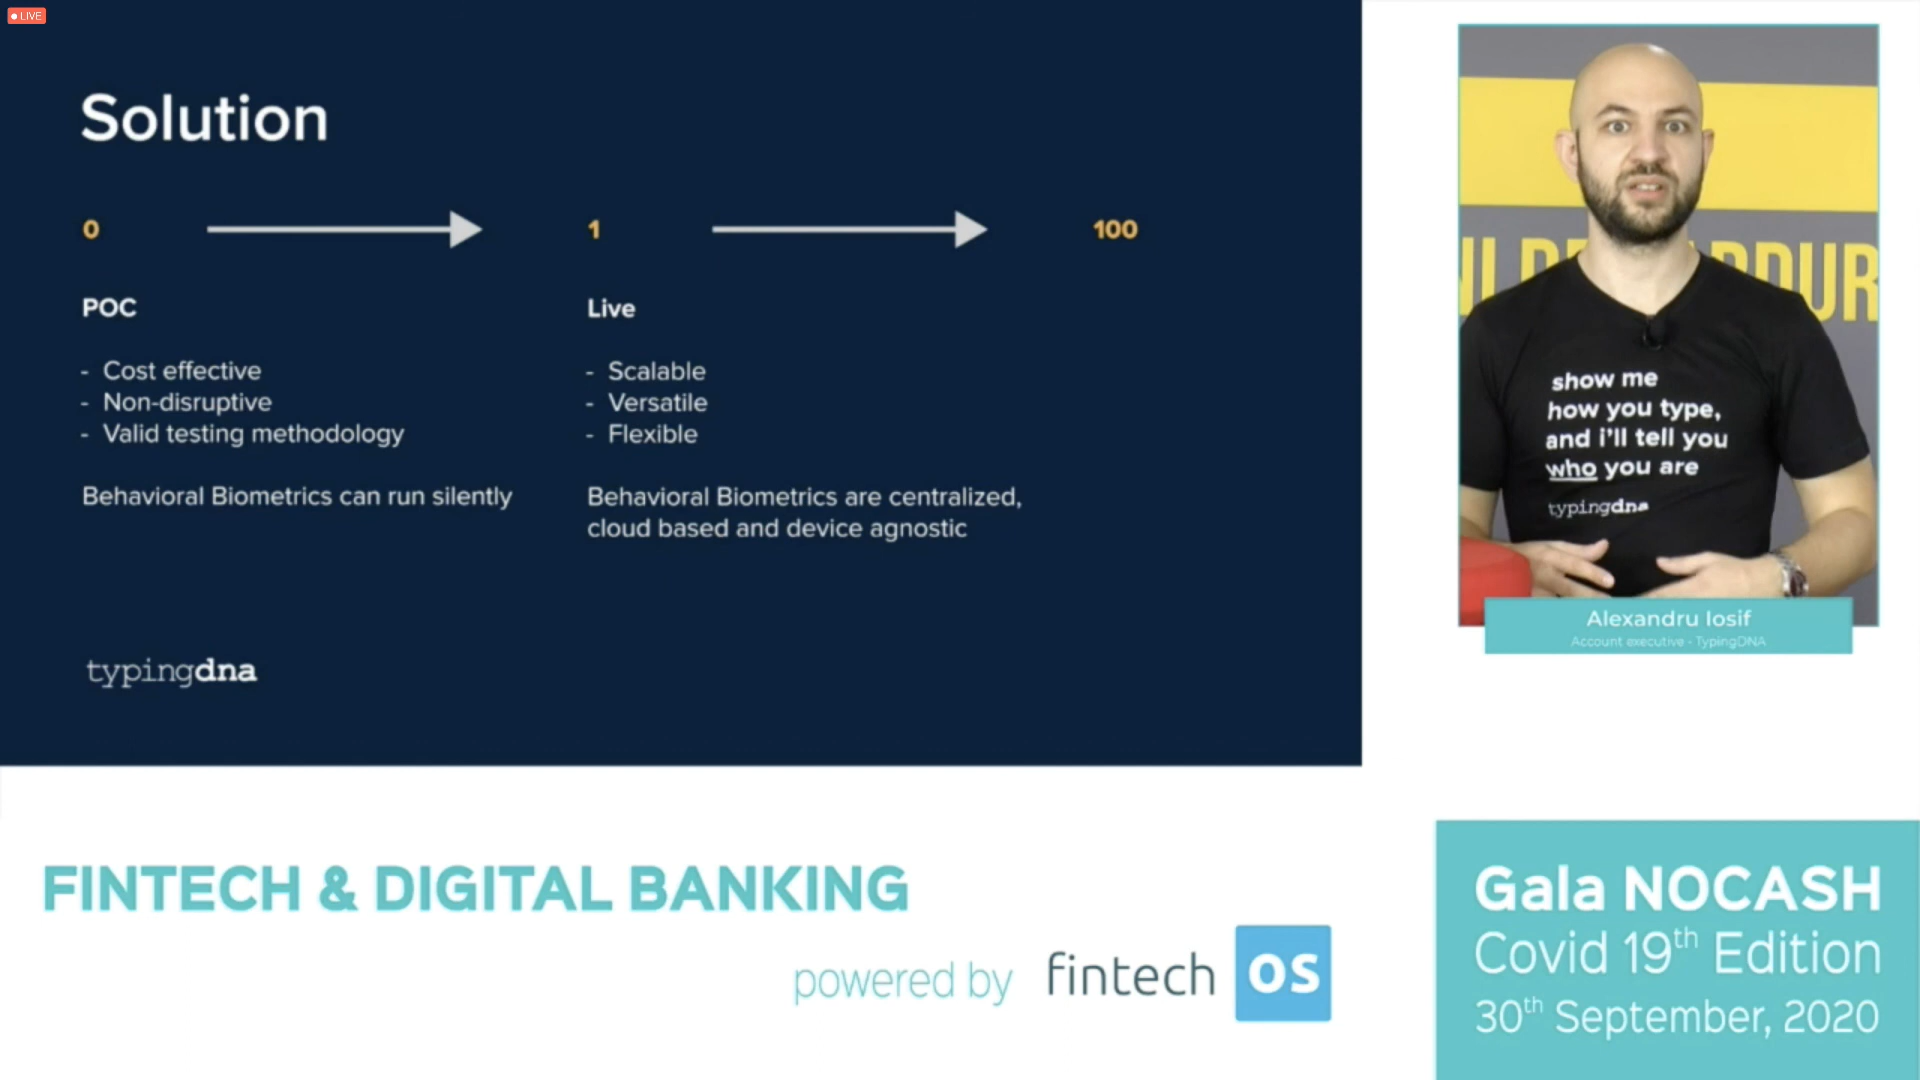 LIVE
Solution
0
1
100
POC
- Cost effective
- Non-disruptive
- Valid testing methodology
Behavioral Biometrics can run silently
Live
- Scalable
- Versatile
- Flexible
Behavioral Biometrics are centralized,
cloud based and device agnostic
typingdna
show me
how you type,
and i'll tell you
who you are
typingdna
Alexandru Iosif
Account executive - TypingDNA
FINTECH & DIGITAL BANKING
powered by fintech OS
Gala NOCASH
Covid 19th Edition
30th September, 2020